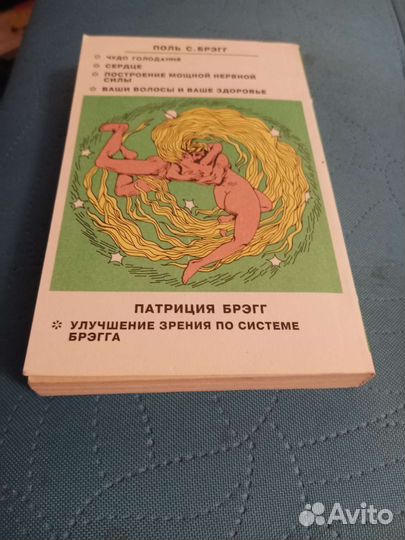 ПОЛЬ С. БРЭГГ
ЧУДО ГОЛОДАНИЯ
СЕРДЦЕ
ПОСТРОЕНИЕ МОЩНОЙ НЕРВНОЙ
СИЛЫ
ВАШИ ВОЛОСЫ И ВАШЕ ЗДОРОВЬЕ
ПАТРИЦИЯ БРЭГГ
УЛУЧШЕНИЕ ЗРЕНИЯ ПО СИСТЕМЕ
БРЭГГА
Avito